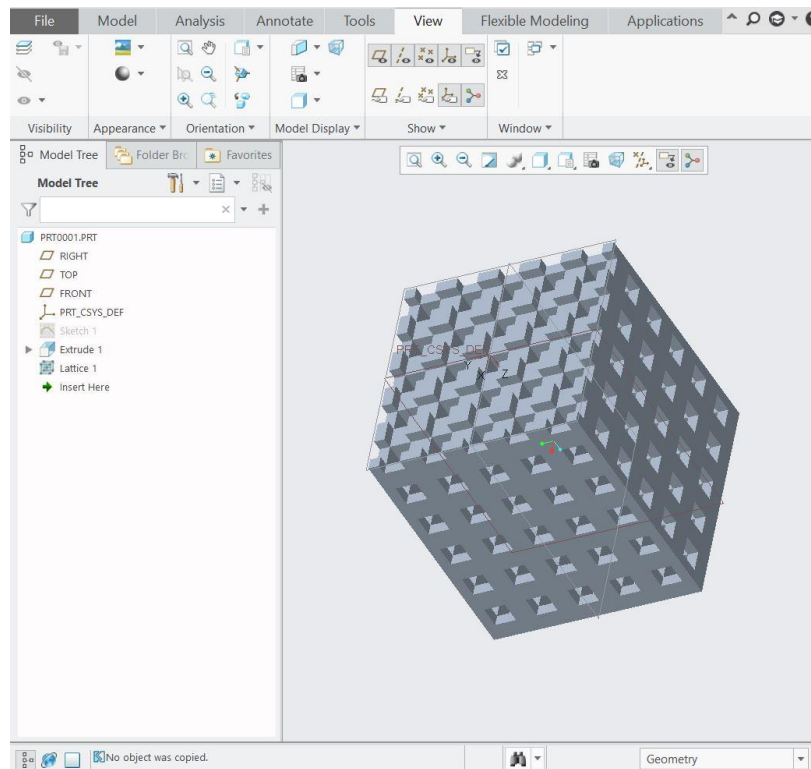 File Model Analysis Annotate Tools View Flexible Modeling Applications
Visibility Appearance Orientation Model Display Show Window
Model Tree Folder Brc Favorites
Model Tree
PRT0001.PRT
RIGHT
TOP
FRONT
PRT_CSYS_DEF
Sketch 1
Extrude 1
Lattice 1
Insert Here
PRT_CSYS_DEF
Y X Z
No object was copied.
Geometry